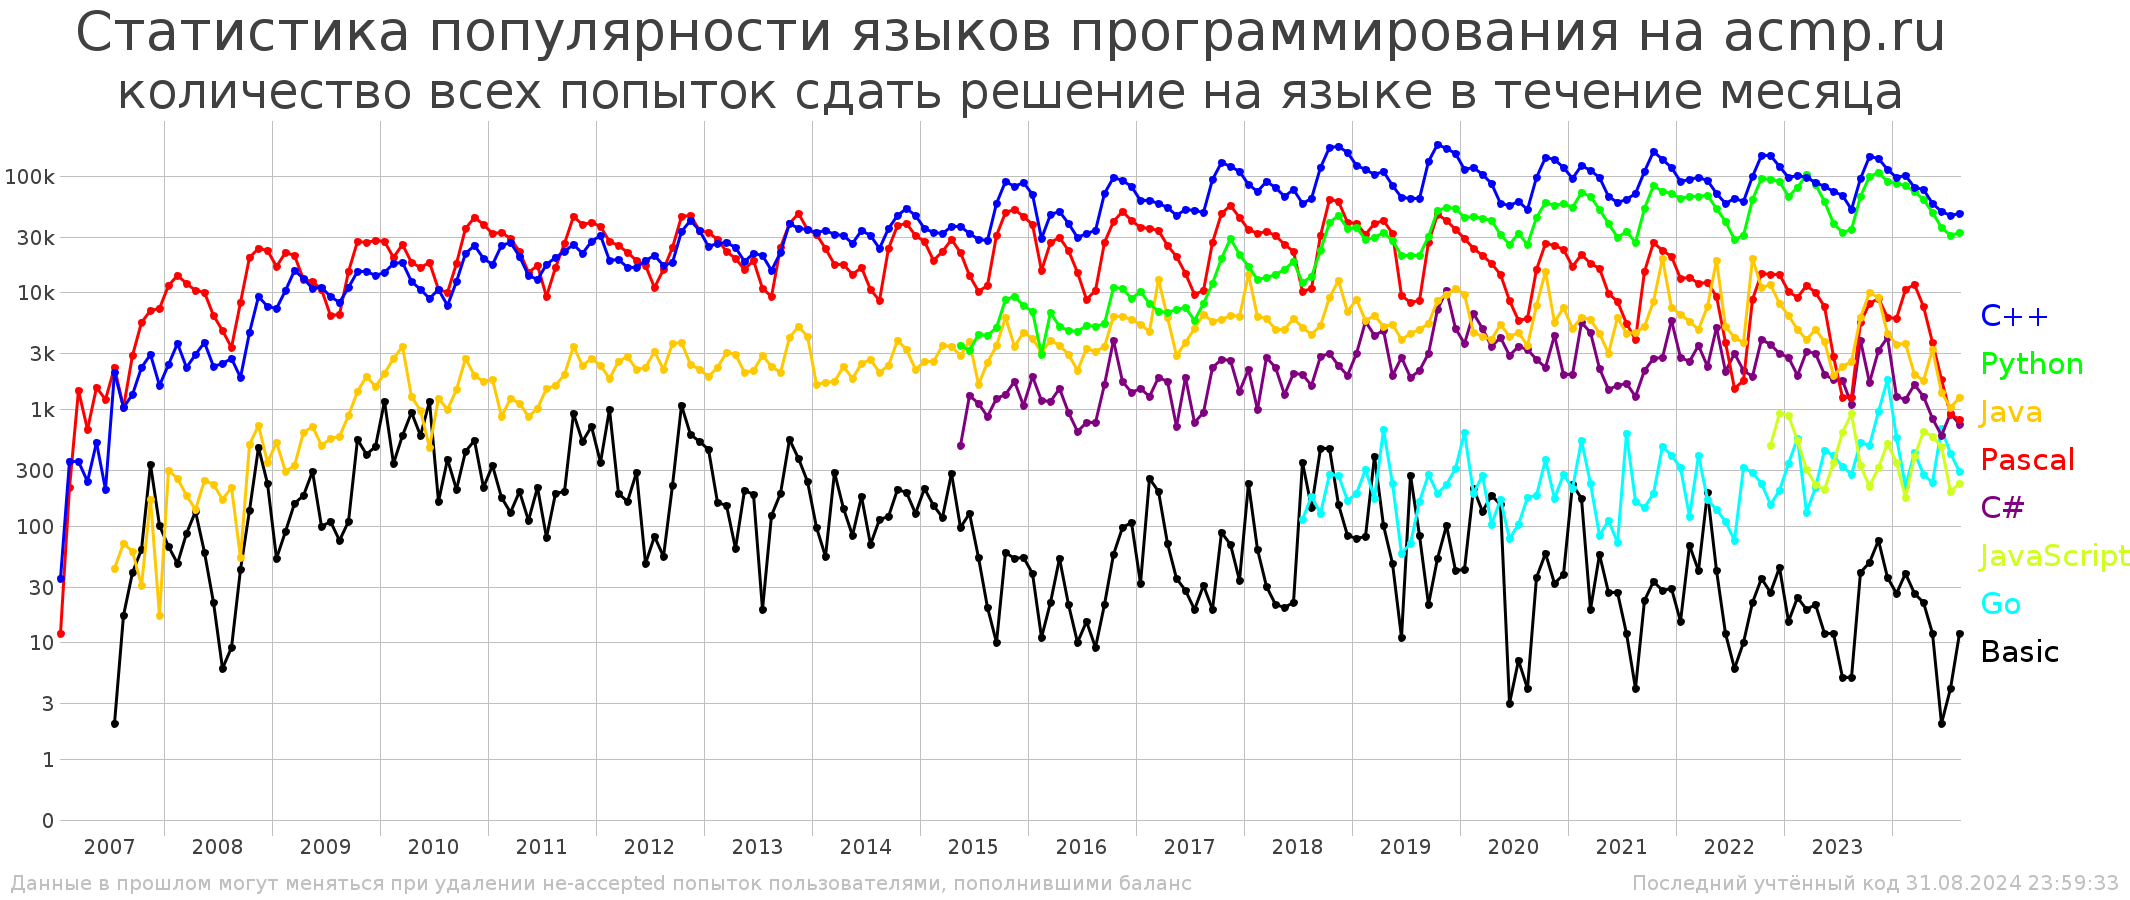 Статистика популярности языков программирования на acmp.ru
количество всех попыток сдать решение на языке в течение месяца
100k
30k
10k
3k
1k
300
100
30
10
3
1
0
C++
Python
Java
Pascal
C#
JavaScript
Go
Basic
2007 2008 2009 2010 2011 2012 2013 2014 2015 2016 2017 2018 2019 2020 2021 2022 2023
Данные в прошлом могут меняться при удалении не-accepted попыток пользователями, пополнившими баланс
Последний учтённый код 31.08.2024 23:59:33